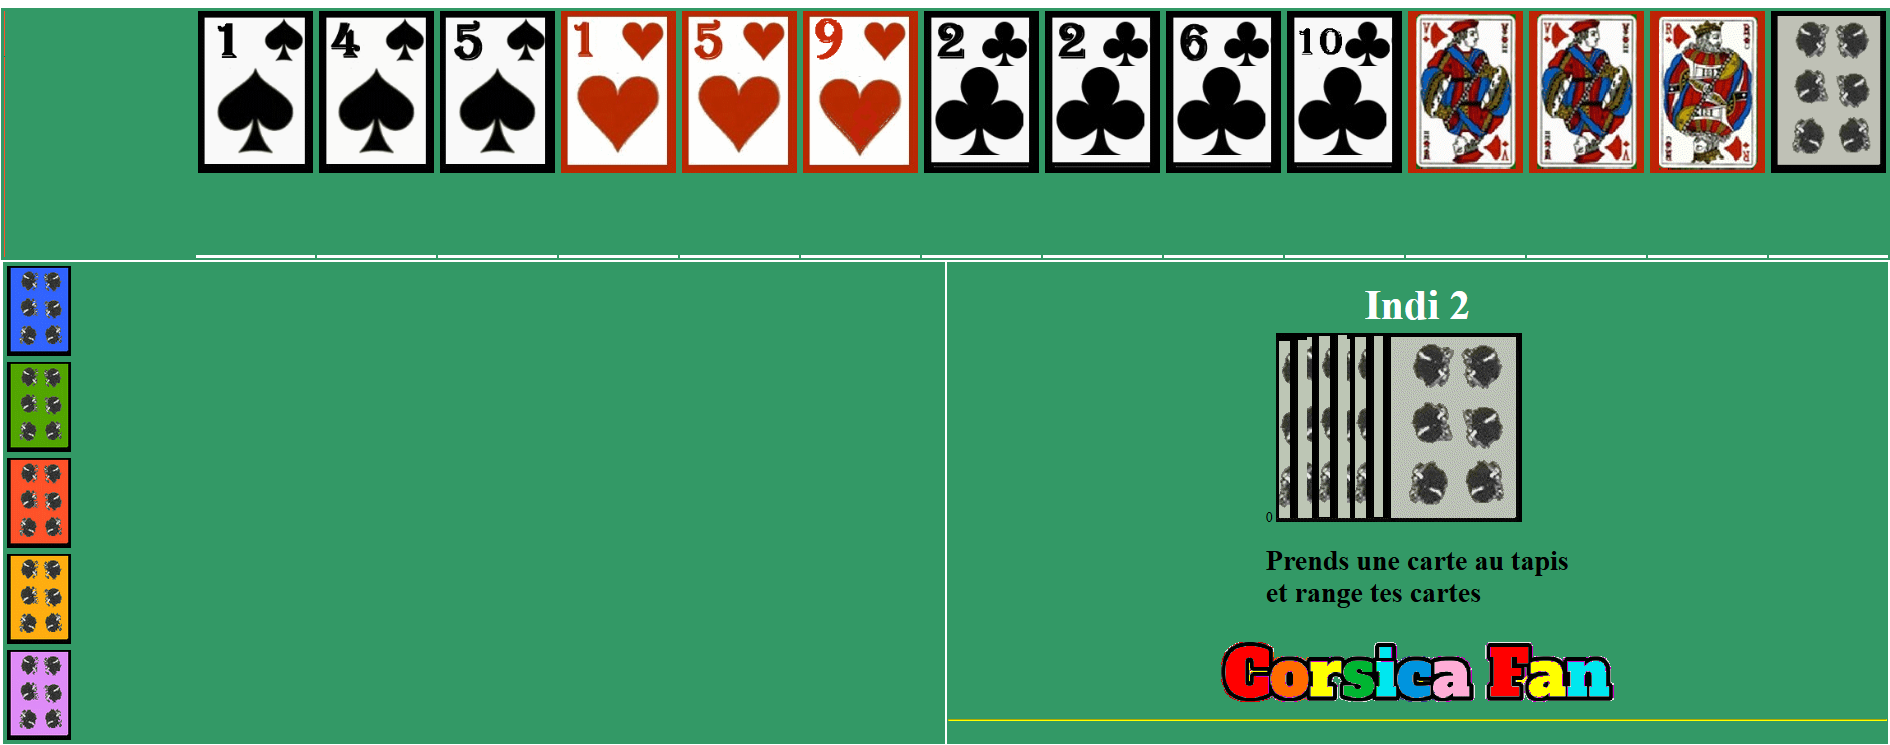 1 4 5 1 5 9 2 2 6 10 V V R
Indi 2
0
Prends une carte au tapis
et range tes cartes
Corsica Fan